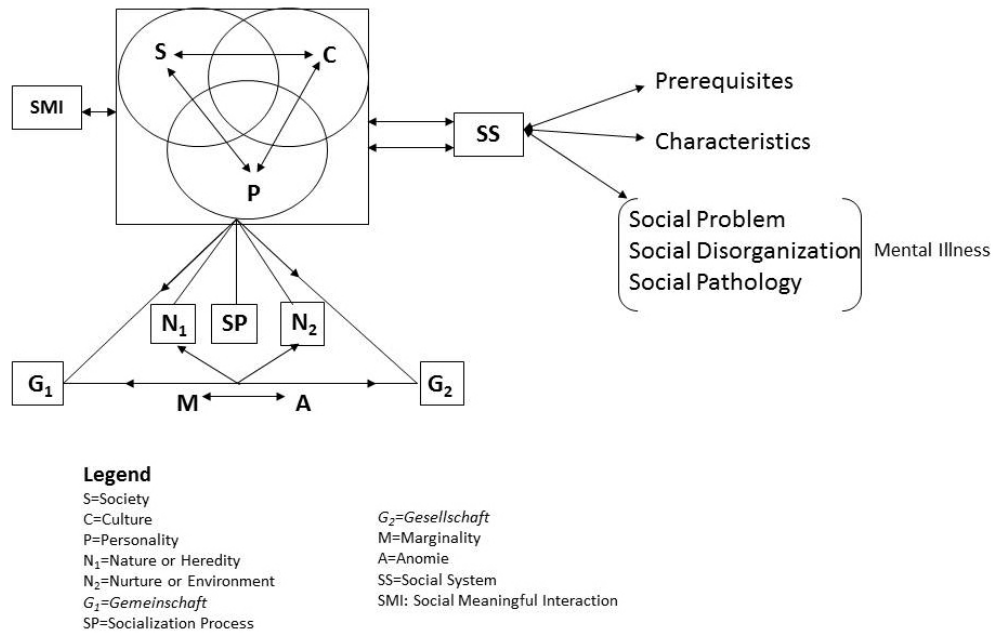 S
C
P
SMI
SS
Prerequisites
Characteristics
Social Problem
Social Disorganization
Social Pathology
Mental Illness
N₁
SP
N₂
G₁
G₂
M
A
Legend
S=Society
C=Culture
P=Personality
N₁=Nature or Heredity
N₂=Nurture or Environment
G₁=Gemeinschaft
SP=Socialization Process
G₂=Gesellschaft
M=Marginality
A=Anomie
SS=Social System
SMI: Social Meaningful Interaction